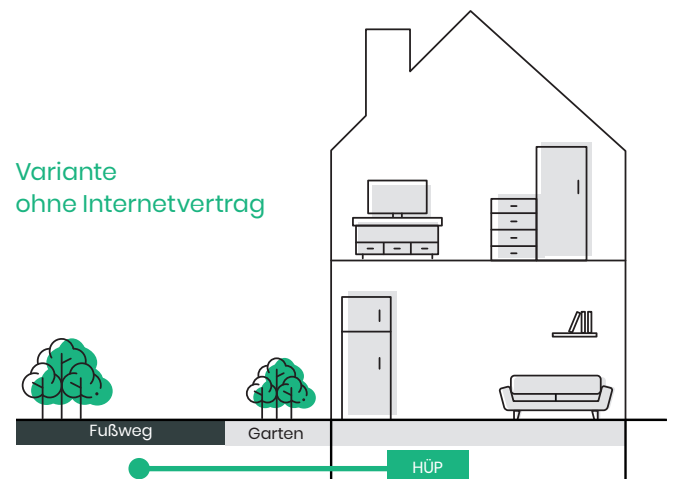 Variante
ohne Internetvertrag
Fußweg
Garten
HÜP